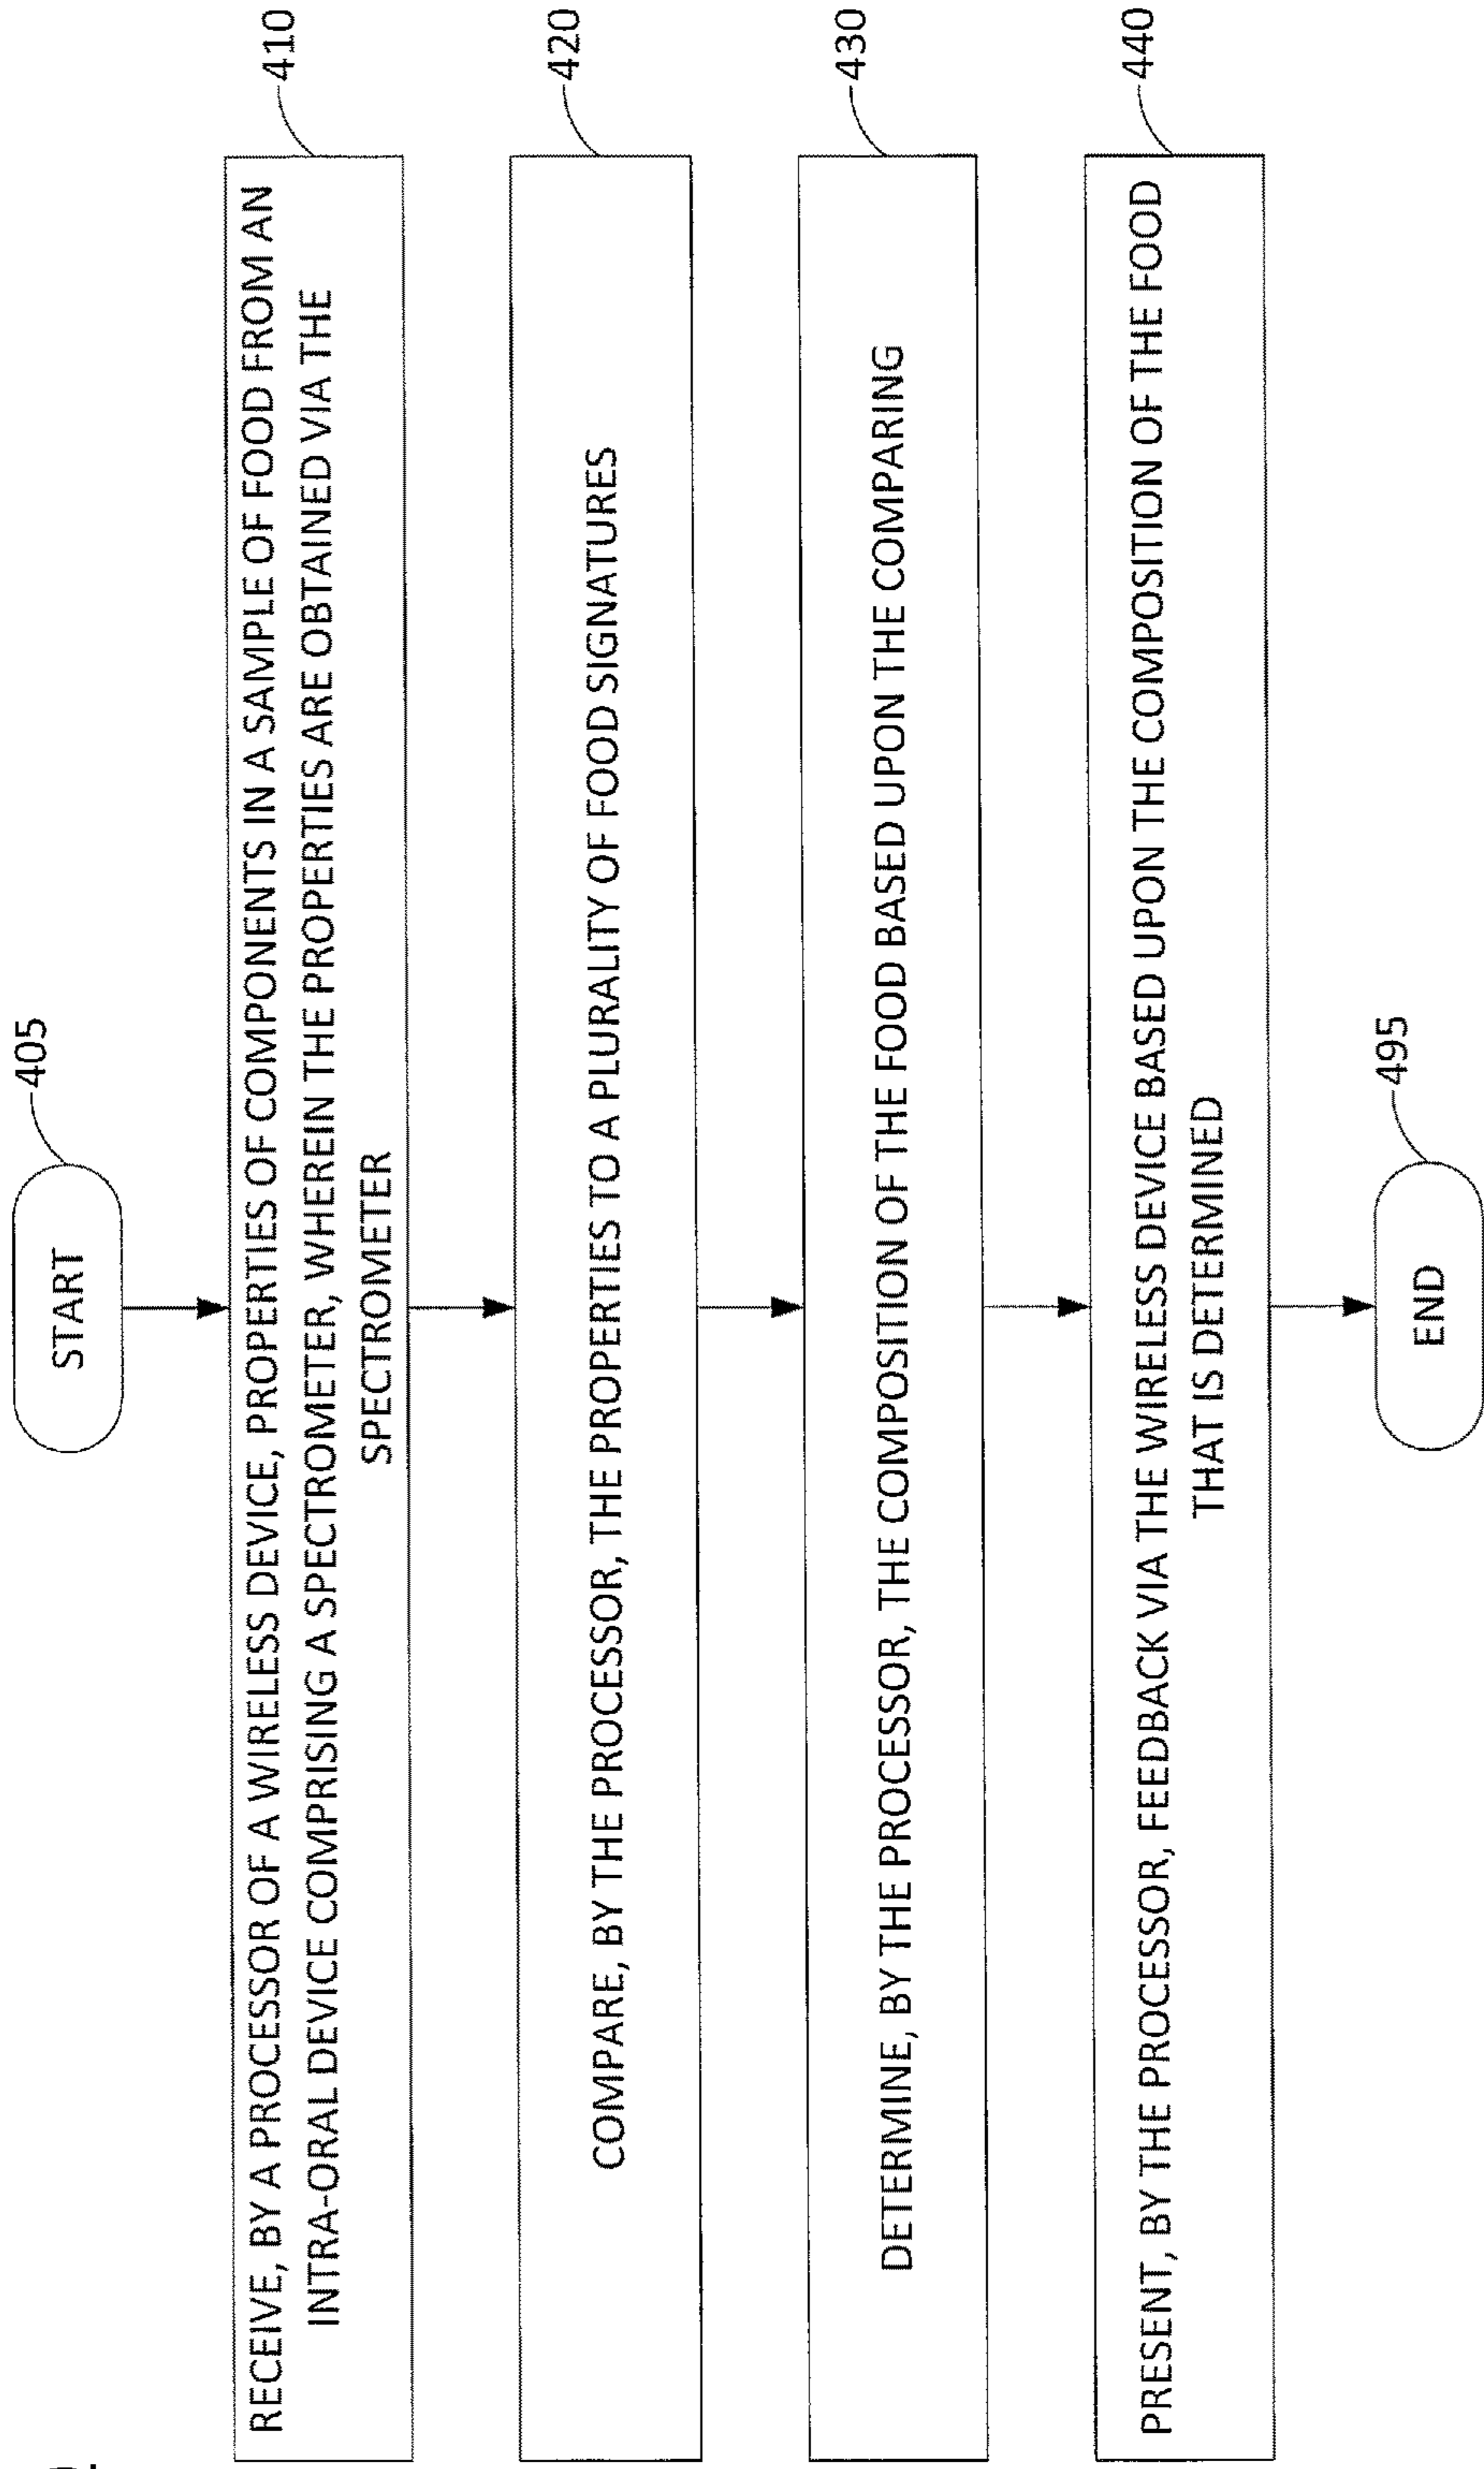 405
START
410
RECEIVE, BY A PROCESSOR OF A WIRELESS DEVICE, PROPERTIES OF COMPONENTS IN A SAMPLE OF FOOD FROM AN
INTRA-ORAL DEVICE COMPRISING A SPECTROMETER, WHEREIN THE PROPERTIES ARE OBTAINED VIA THE
SPECTROMETER
420
COMPARE, BY THE PROCESSOR, THE PROPERTIES TO A PLURALITY OF FOOD SIGNATURES
430
DETERMINE, BY THE PROCESSOR, THE COMPOSITION OF THE FOOD BASED UPON THE COMPARING
440
PRESENT, BY THE PROCESSOR, FEEDBACK VIA THE WIRELESS DEVICE BASED UPON THE COMPOSITION OF THE FOOD
THAT IS DETERMINED
495
END